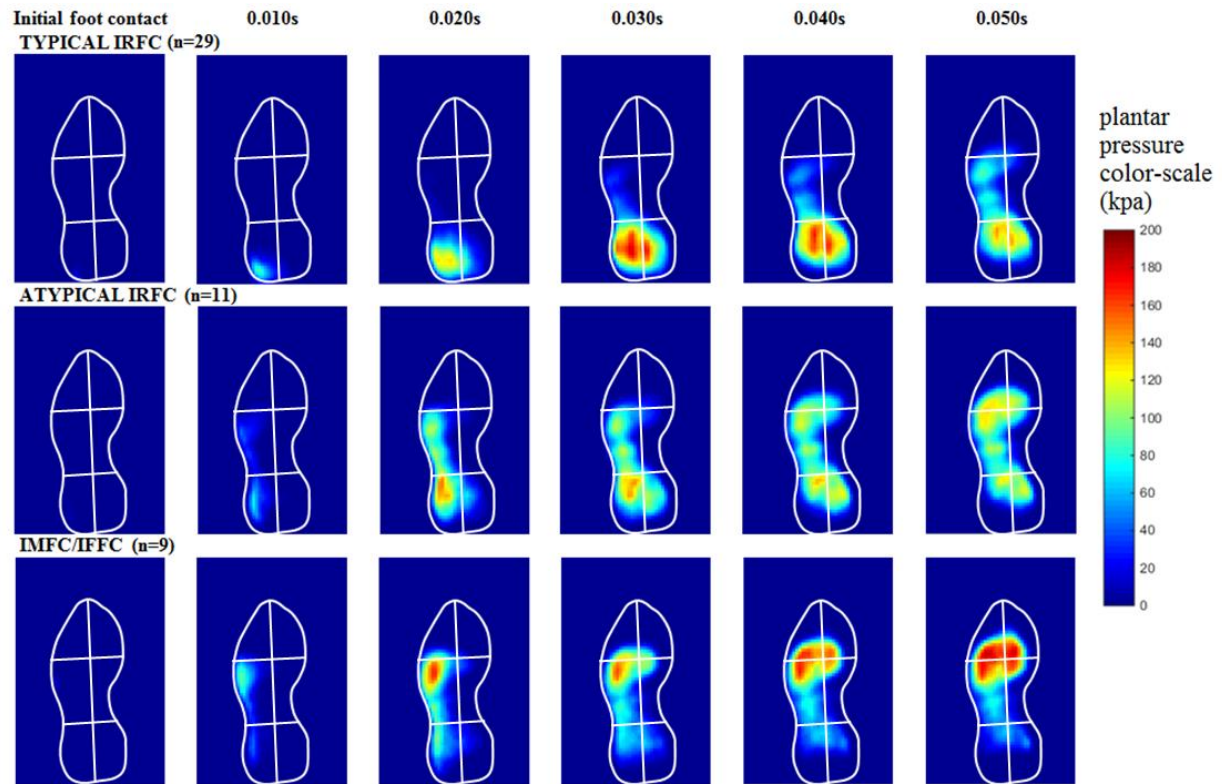 Initial foot contact 0.010s 0.020s 0.030s 0.040s 0.050s
TYPICAL IRFC (n=29)
ATYPICAL IRFC (n=11)
IMFC/IFFC (n=9)
plantar
pressure
color-scale
(kpa)
200
180
160
140
120
100
80
60
40
20
0